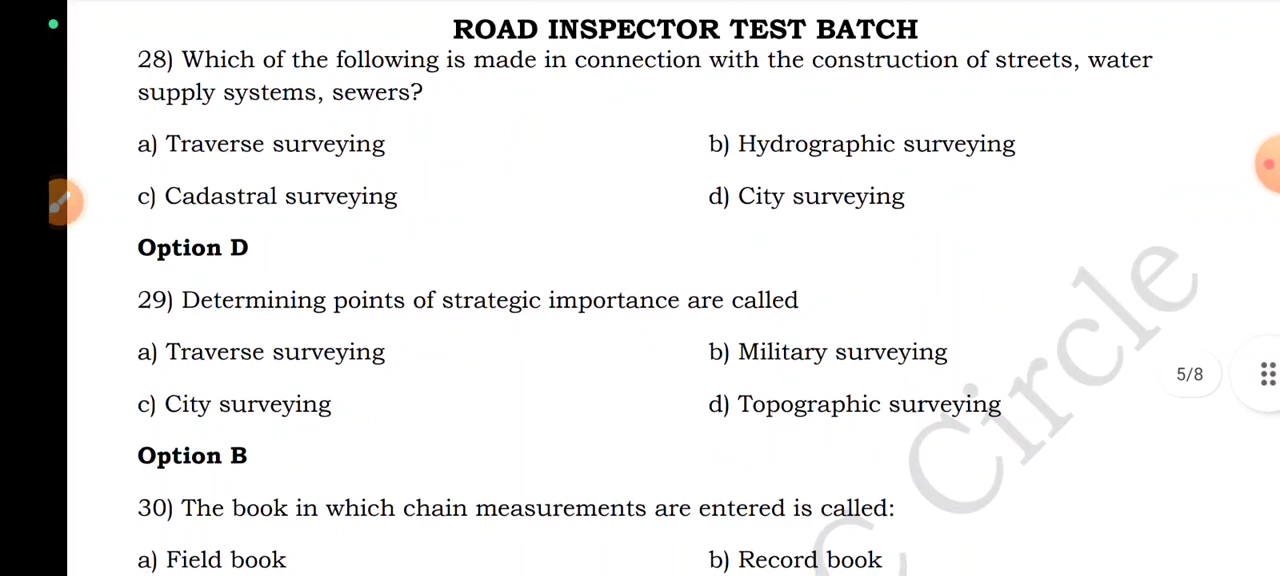 ROAD INSPECTOR TEST BATCH
28) Which of the following is made in connection with the construction of streets, water
supply systems, sewers?
a) Traverse surveying b) Hydrographic surveying
c) Cadastral surveying d) City surveying
Option D
29) Determining points of strategic importance are called
a) Traverse surveying b) Military surveying
c) City surveying d) Topographic surveying
Option B
30) The book in which chain measurements are entered is called:
a) Field book b) Record book
5/8
C Circle